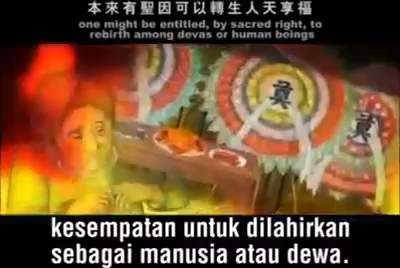 本來有聖因可以轉生人天享福
one might be entitled, by sacred right, to
rebirth among devas or human beings
奠
奠
kesempatan untuk dilahirkan
sebagai manusia atau dewa.